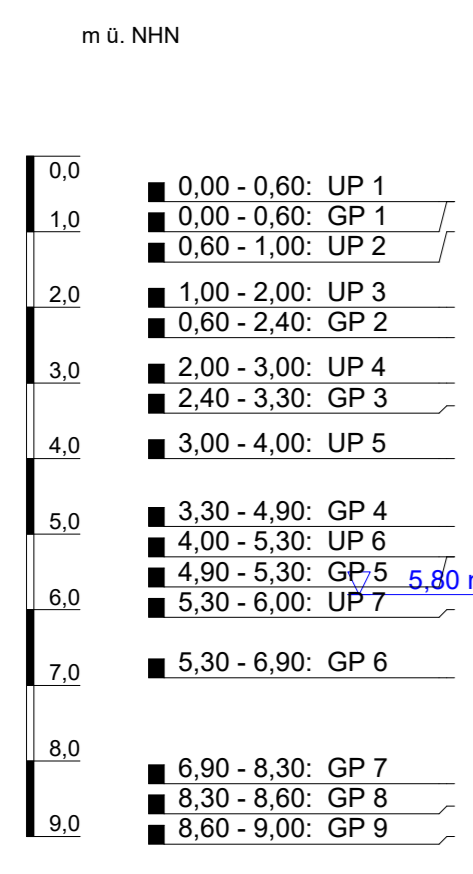 m ü. NHN
0,0
0,00 - 0,60: UP 1
1,0
0,00 - 0,60: GP 1
0,60 - 1,00: UP 2
2,0
1,00 - 2,00: UP 3
0,60 - 2,40: GP 2
3,0
2,00 - 3,00: UP 4
2,40 - 3,30: GP 3
4,0
3,00 - 4,00: UP 5
3,30 - 4,90: GP 4
5,0
4,00 - 5,30: UP 6
4,90 - 5,30: GP 5
5,80
6,0
5,30 - 6,00: UP 7
7,0
5,30 - 6,90: GP 6
8,0
6,90 - 8,30: GP 7
8,30 - 8,60: GP 8
9,0
8,60 - 9,00: GP 9